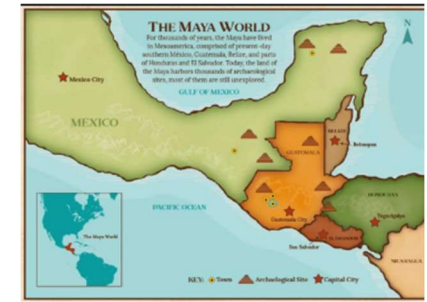 THE MAYA WORLD
For thousands of years, the Maya have lived
in Mesoamerica, comprised of present-day
southern México, Guatemala, Belize, and parts
of Honduras and El Salvador. Today, the land of
the Maya harbors thousands of archaeological
sites, most of them are still unexplored.
N
Mexico City
GULF OF MEXICO
MEXICO
BELIZE
Belmopan
GUATEMALA
HONDURAS
PACIFIC OCEAN
Guatemala City
Tegucigalpa
The Maya World
San Salvador
EL SALVADOR
NICARAGUA
KEY: Town Archaeological Site Capital City